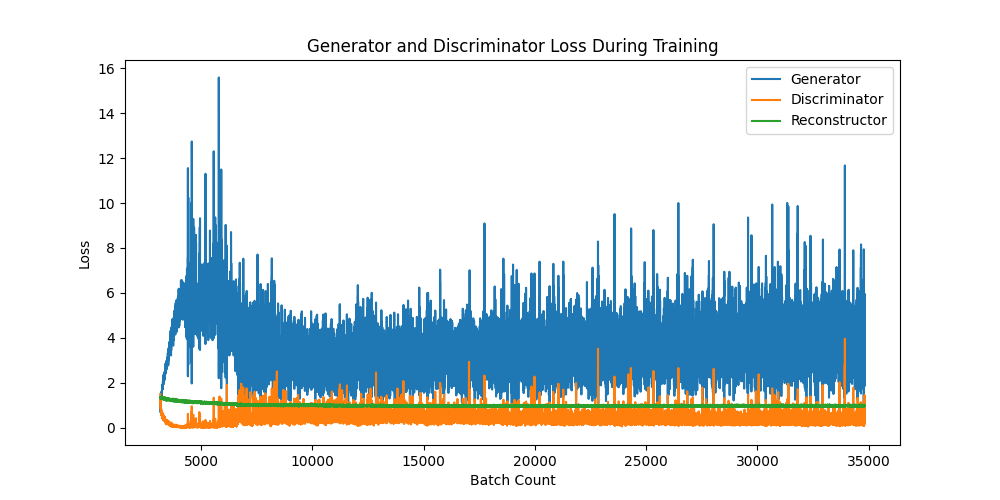 Generator and Discriminator Loss During Training
Loss
16
14
12
10
8
6
4
2
0
Generator
Discriminator
Reconstructor
5000 10000 15000 20000 25000 30000 35000
Batch Count